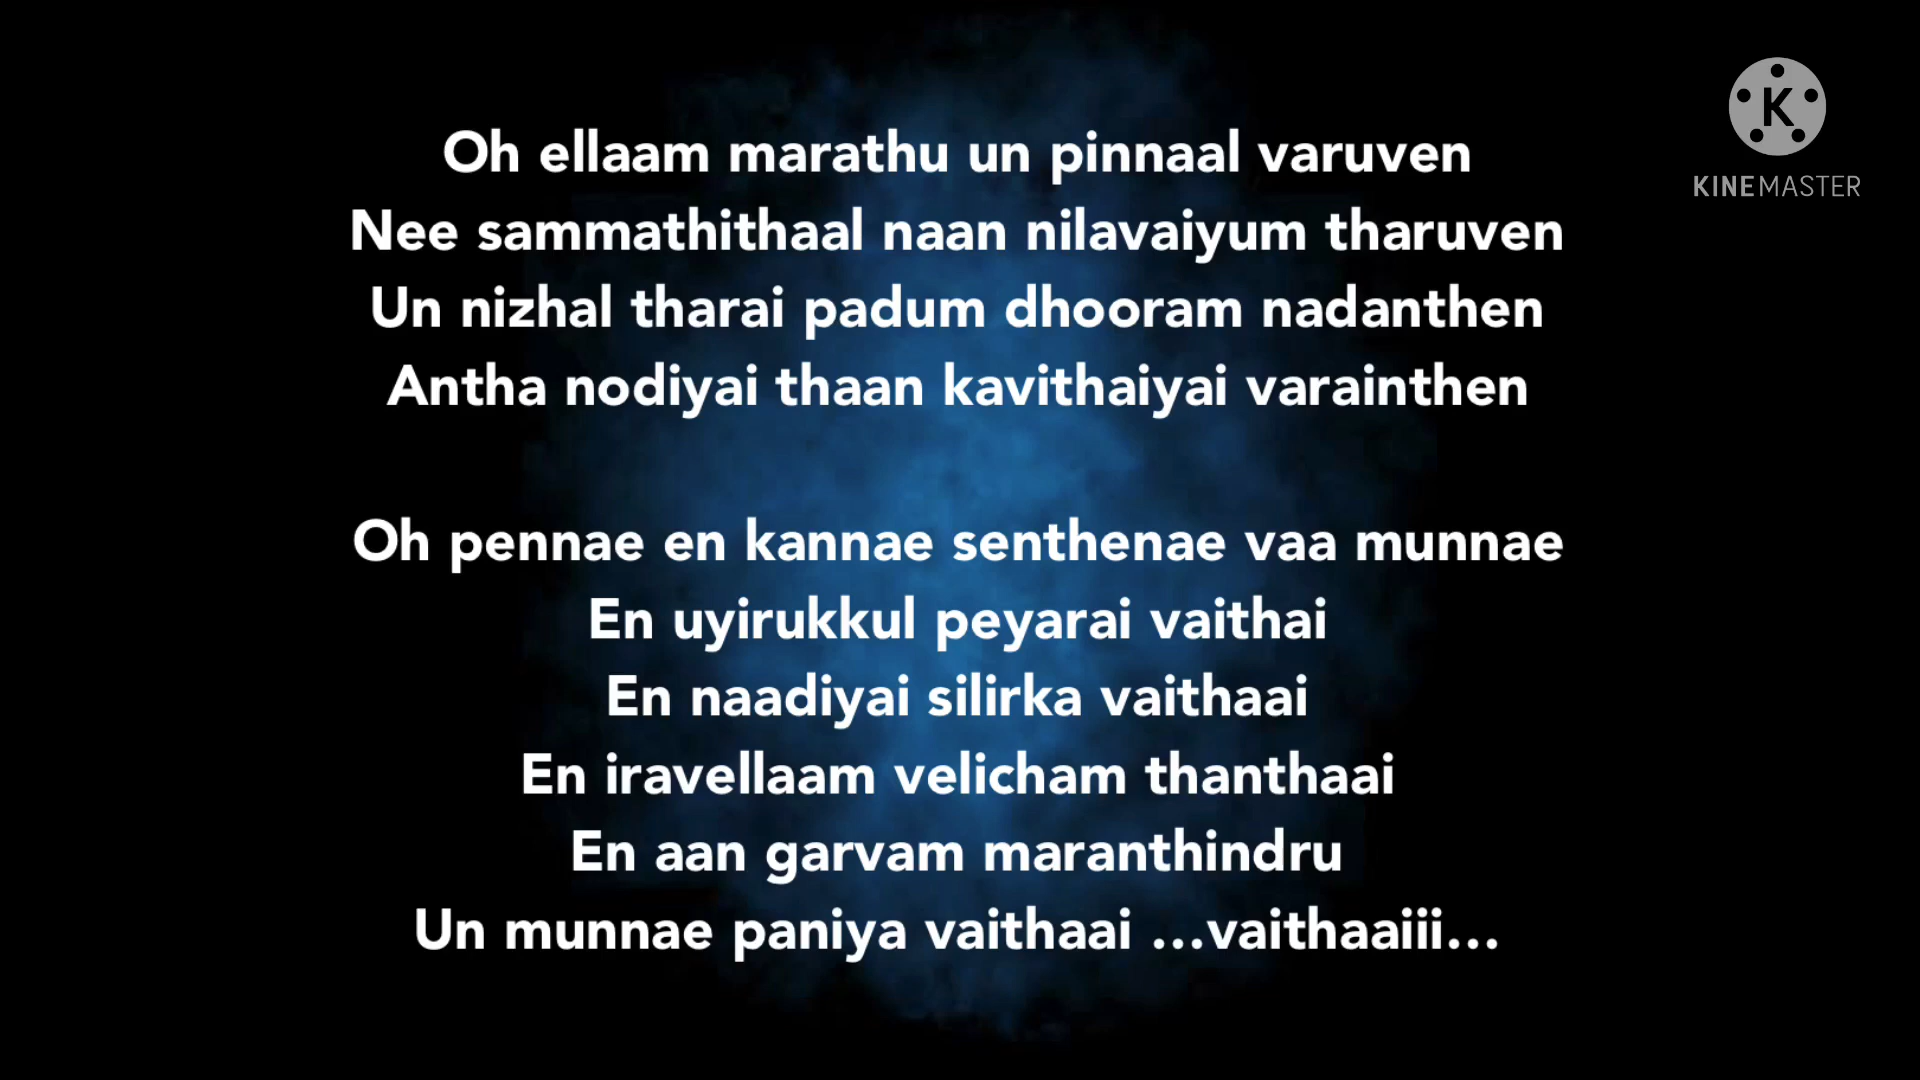 Oh ellaam marathu un pinnaal varuven
Nee sammathithaal naan nilavaiyum tharuven
Un nizhal tharai padum dhooram nadanthen
Antha nodiyai thaan kavithaiyai varainthen
Oh pennae en kannae senthenae vaa munnae
En uyirukkul peyarai vaithai
En naadiyai silirka vaithaai
En iravellaam velicham thanthaai
En aan garvam maranthindru
Un munnae paniya vaithaai ...vaithaaiii...
K
KINEMASTER